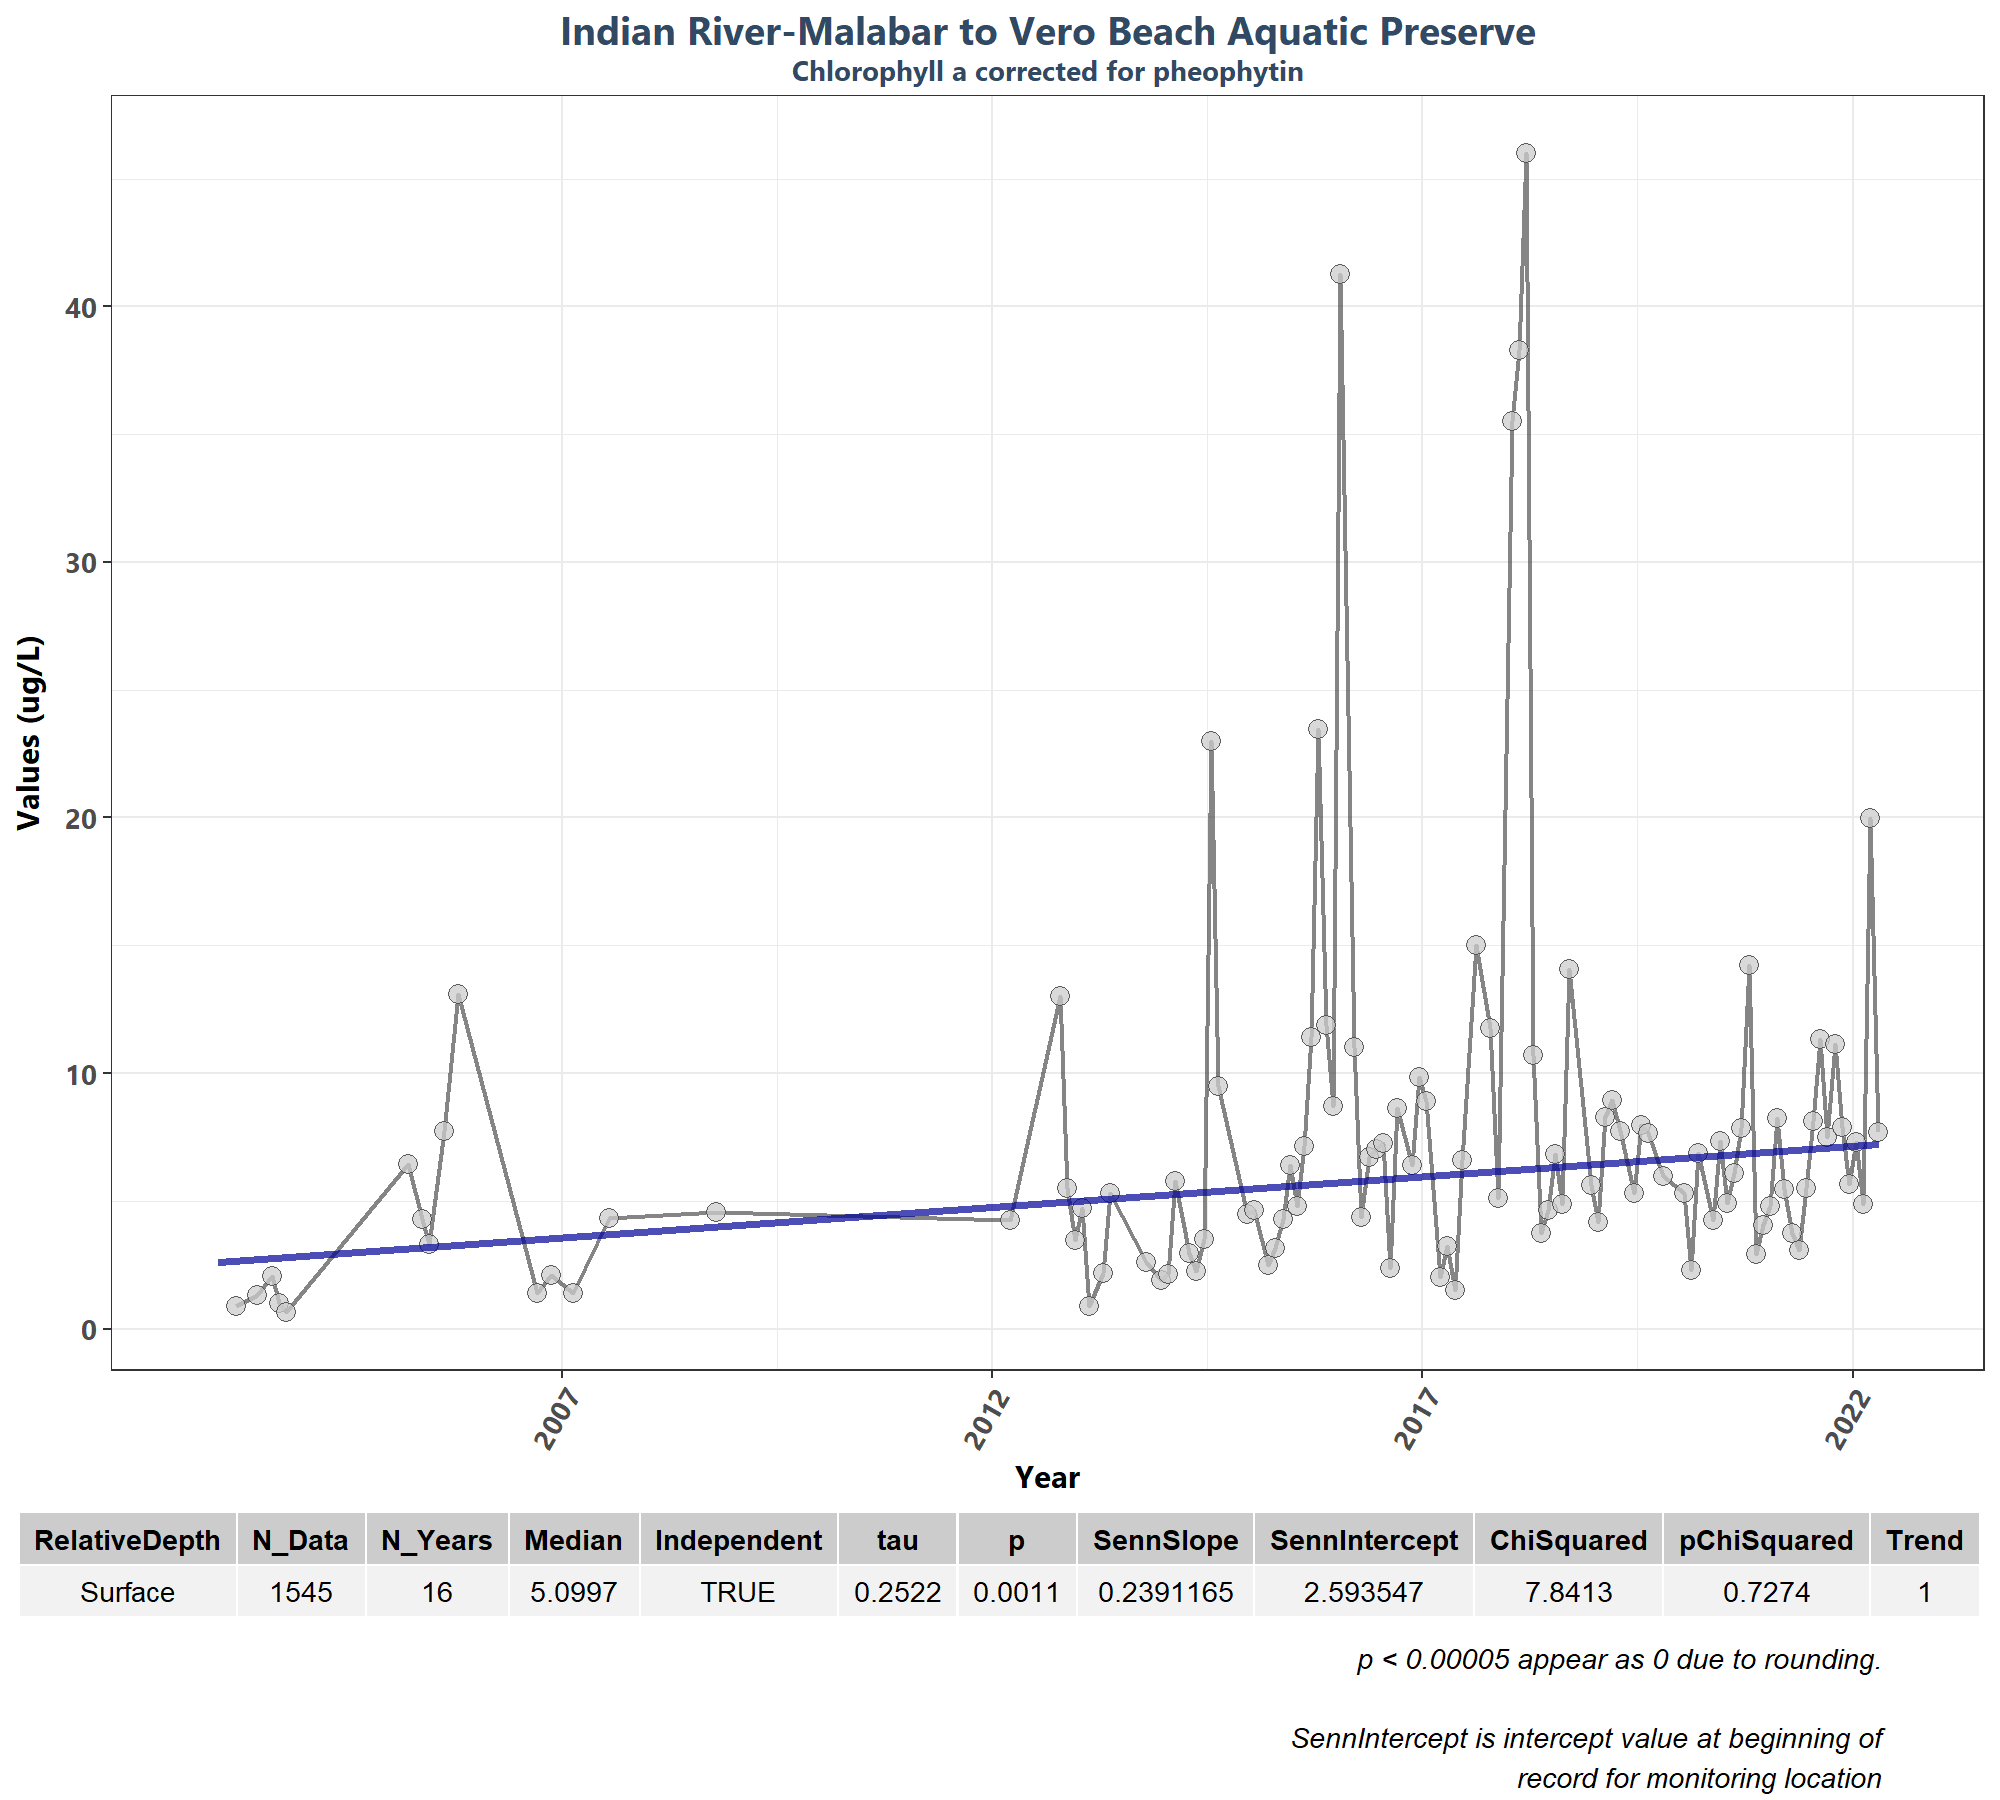 Indian River-Malabar to Vero Beach Aquatic Preserve
Chlorophyll a corrected for pheophytin
Values (ug/L)
40
30
20
10
0
2007 2012 2017 2022
Year
RelativeDepth N_Data N_Years Median Independent tau p SennSlope SennIntercept ChiSquared pChiSquared Trend
Surface 1545 16 5.0997 TRUE 0.2522 0.0011 0.2391165 2.593547 7.8413 0.7274 1
p < 0.00005 appear as 0 due to rounding.
SennIntercept is intercept value at beginning of
record for monitoring location